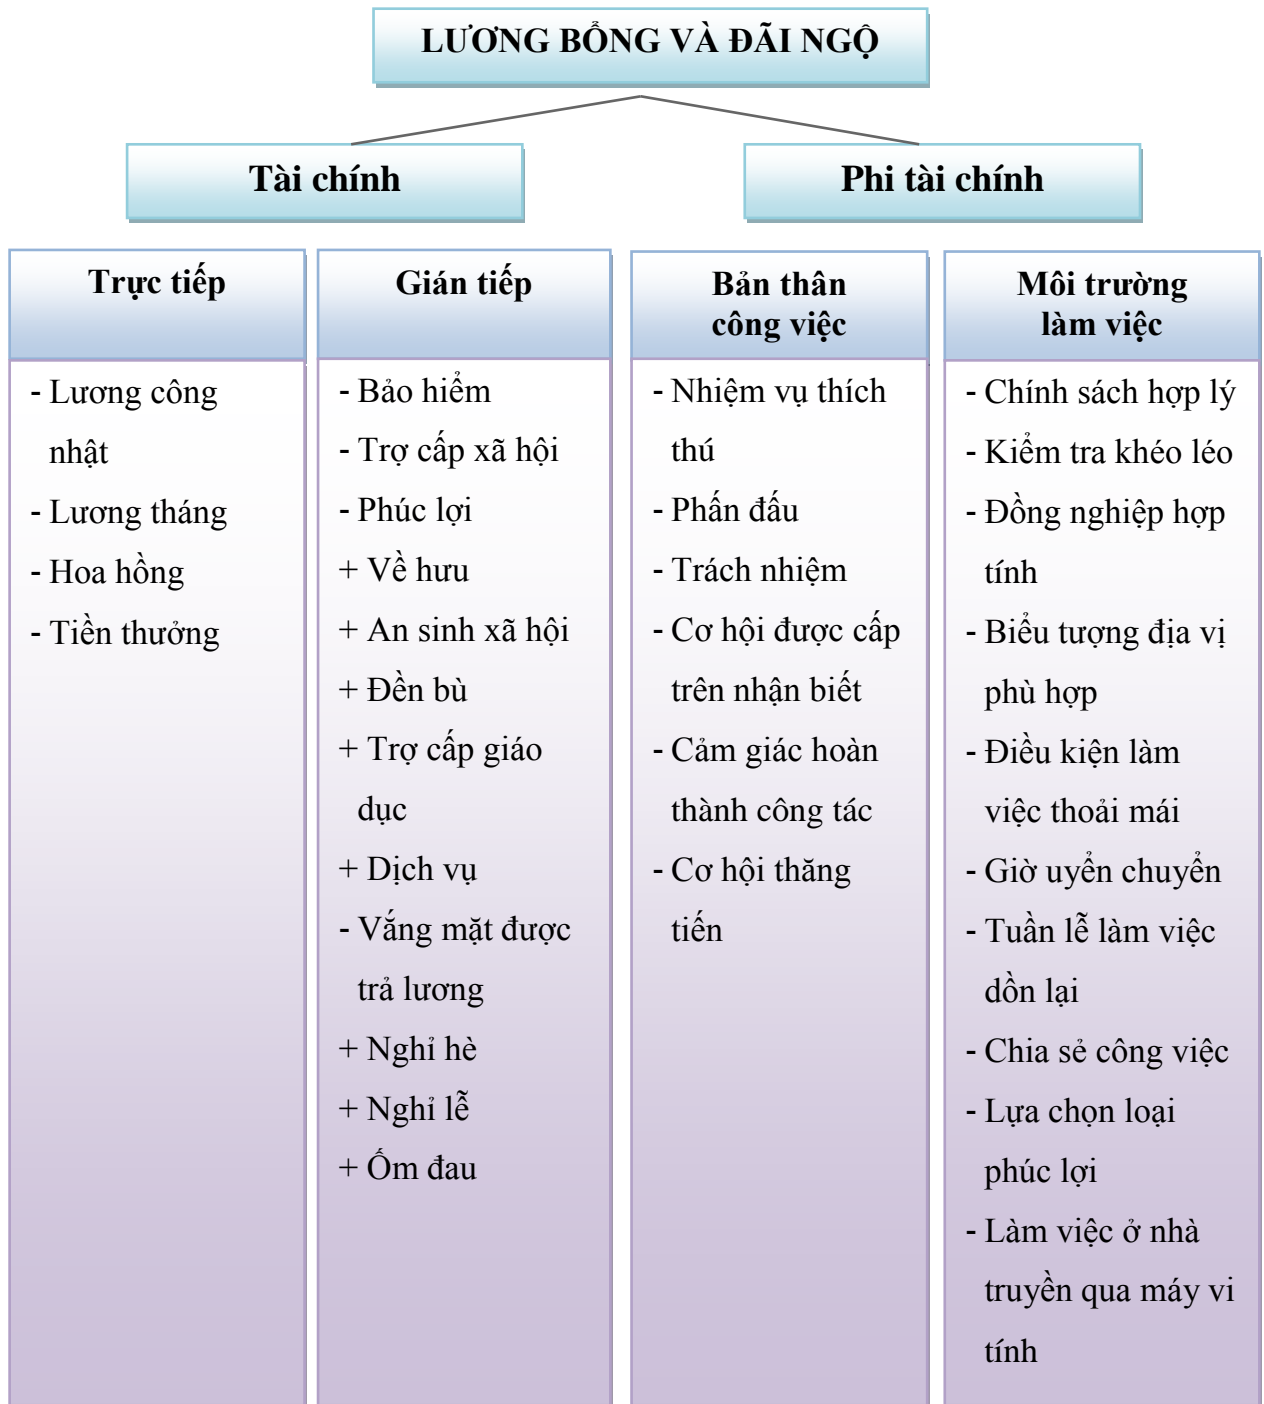 LƯƠNG BỔNG VÀ ĐÃI NGỘ
Tài chính
Phi tài chính
Trực tiếp
- Lương công
nhật
- Lương tháng
- Hoa hồng
- Tiền thưởng
Gián tiếp
- Bảo hiểm
- Trợ cấp xã hội
- Phúc lợi
+ Về hưu
+ An sinh xã hội
+ Đền bù
+ Trợ cấp giáo
dục
+ Dịch vụ
- Vắng mặt được
trả lương
+ Nghỉ hè
+ Nghỉ lễ
+ Ốm đau
Bản thân
công việc
- Nhiệm vụ thích
thú
- Phấn đấu
- Trách nhiệm
- Cơ hội được cấp
trên nhận biết
- Cảm giác hoàn
thành công tác
- Cơ hội thăng
tiến
Môi trường
làm việc
- Chính sách hợp lý
- Kiểm tra khéo léo
- Đồng nghiệp hợp
tính
- Biểu tượng địa vị
phù hợp
- Điều kiện làm
việc thoải mái
- Giờ uyển chuyển
- Tuần lễ làm việc
dồn lại
- Chia sẻ công việc
- Lựa chọn loại
phúc lợi
- Làm việc ở nhà
truyền qua máy vi
tính